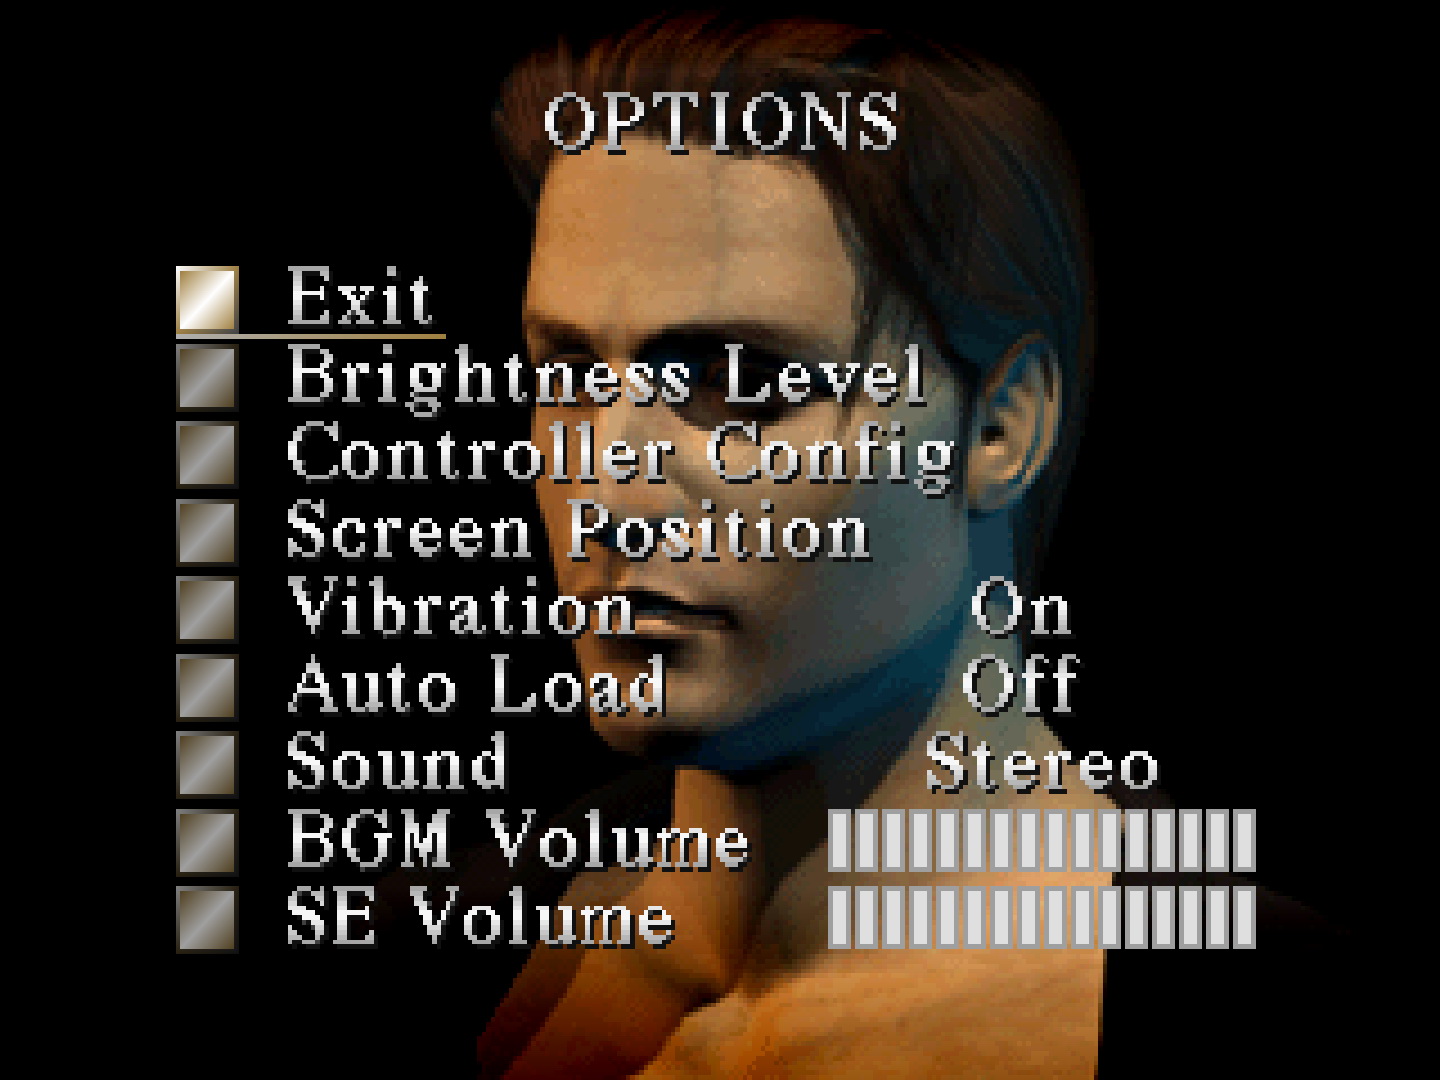 OPTIONS
Exit
Brightness Level
Controller Config
Screen Position
Vibration On
Auto Load Off
Sound Stereo
BGM Volume
SE Volume